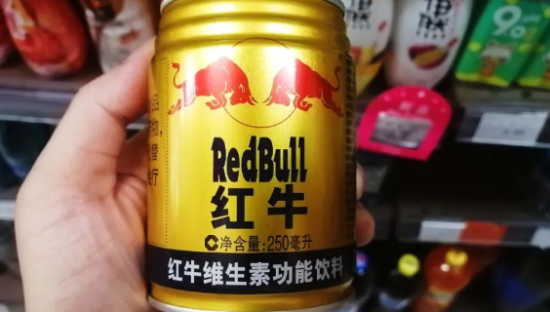 RedBull
红牛
净含量:250毫升
红牛维生素功能饮料